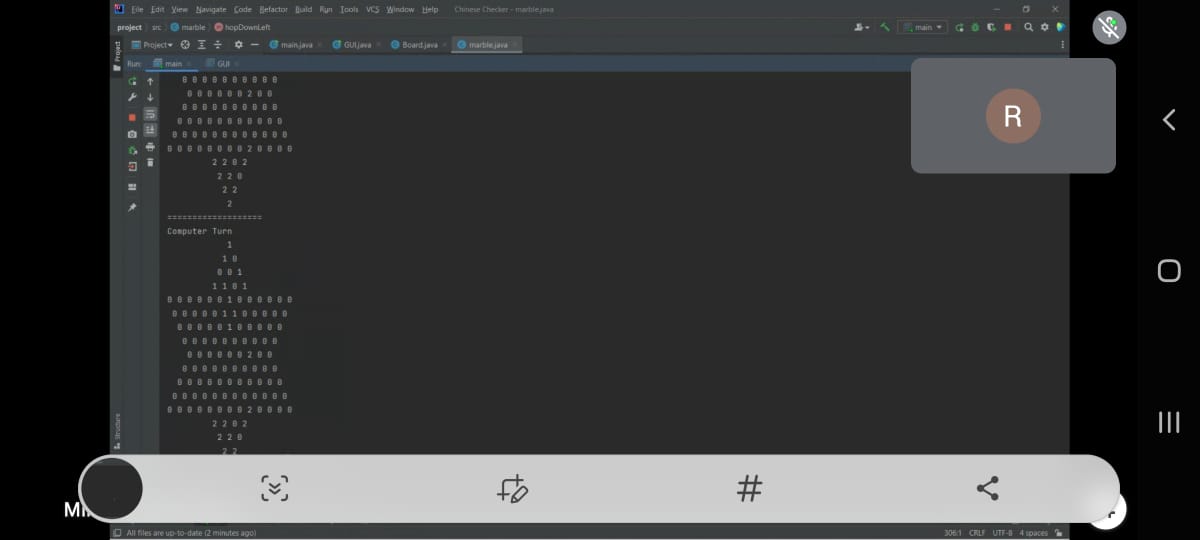 File Edit View Navigate Code Refactor Build Run Tools VCS Window Help Chinese Checker - marble.java
project src marble hopDownLeft main
Project main.java GUI.java Board.java marble.java
Run: main GUI
0 0 0 0 0 0 0 0 0 0
0 0 0 0 0 0 2 0 0
0 0 0 0 0 0 0 0 0 0
0 0 0 0 0 0 0 0 0 0 0
0 0 0 0 0 0 0 0 0 0 0 0
0 0 0 0 0 0 0 0 2 0 0 0 0
2 2 0 2
2 2 0
2 2
2
===================
Computer Turn
1
1 0
0 0 1
1 1 0 1
0 0 0 0 0 0 1 0 0 0 0 0 0
0 0 0 0 0 1 1 0 0 0 0 0
0 0 0 0 0 1 0 0 0 0 0
0 0 0 0 0 0 0 0 0 0
0 0 0 0 0 0 2 0 0
0 0 0 0 0 0 0 0 0 0
0 0 0 0 0 0 0 0 0 0 0
0 0 0 0 0 0 0 0 0 0 0 0
0 0 0 0 0 0 0 0 2 0 0 0 0
2 2 0 2
2 2 0
2 2
Project
Structure
R
All files are up-to-date (2 minutes ago) 306:1 CRLF UTF-8 4 spaces